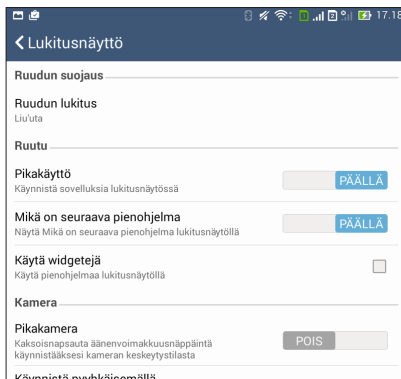 17.18
Lukitusnäyttö
Ruudun suojaus
Ruudun lukitus
Liu'uta
Ruutu
Pikakäyttö
Käynnistä sovelluksia lukitusnäytössä
PÄÄLLÄ
Mikä on seuraava pienohjelma
Näytä Mikä on seuraava pienohjelma lukitusnäytöllä
PÄÄLLÄ
Käytä widgetejä
Käytä pienohjelmaa lukitusnäytöllä
Kamera
Pikakamera
Kaksoisnapsauta äänenvoimakkuusnäppäintä
käynnistääksesi kameran keskeytystilasta
POIS
Käynnistä pyyhkäisemällä